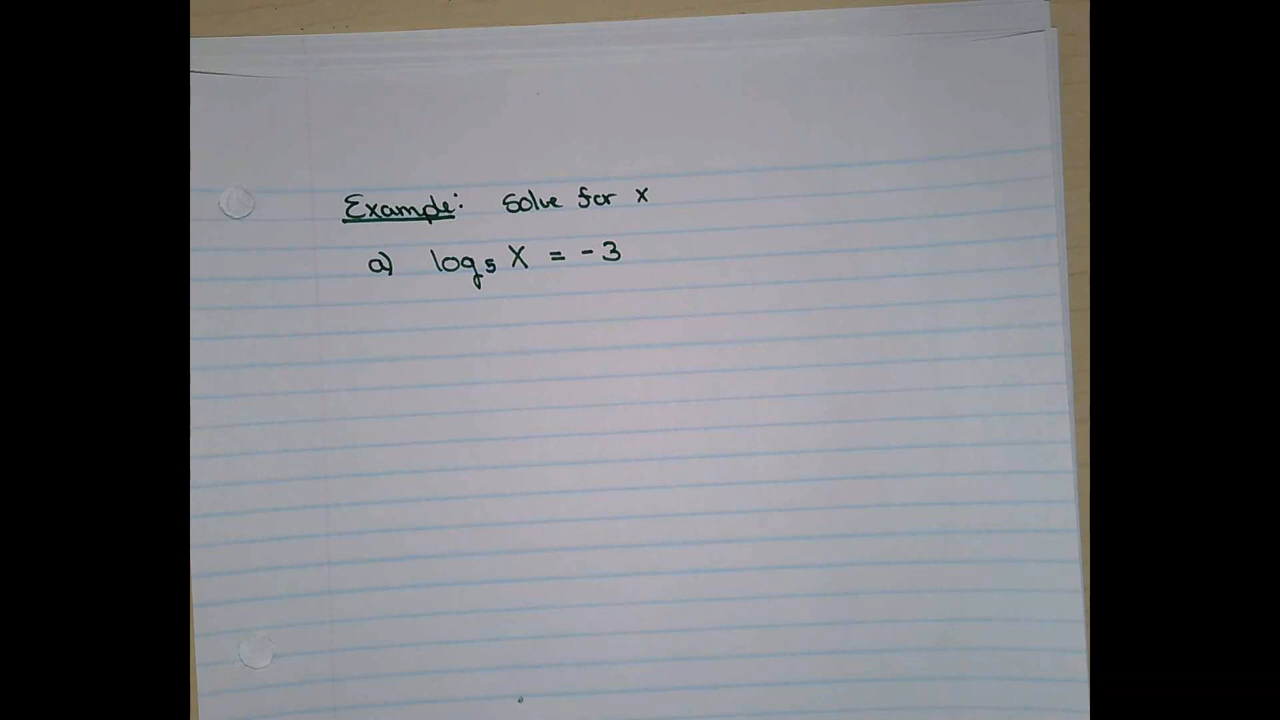 Example: Solve for x
a) log₅ X = -3